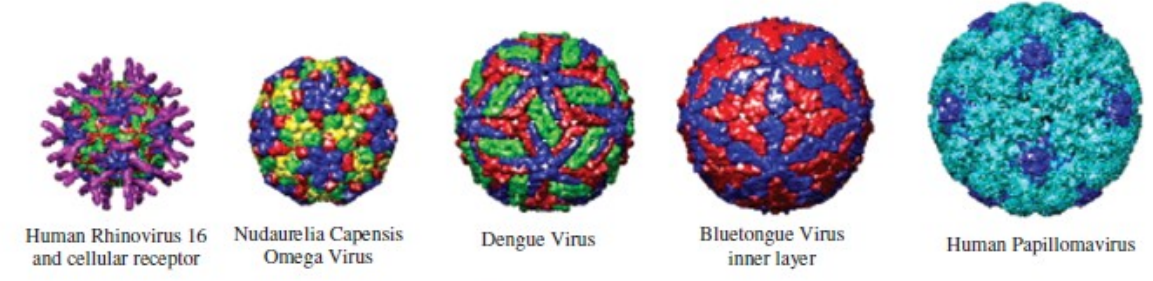 Human Rhinovirus 16
and cellular receptor
Nudaurelia Capensis
Omega Virus
Dengue Virus
Bluetongue Virus
inner layer
Human Papillomavirus